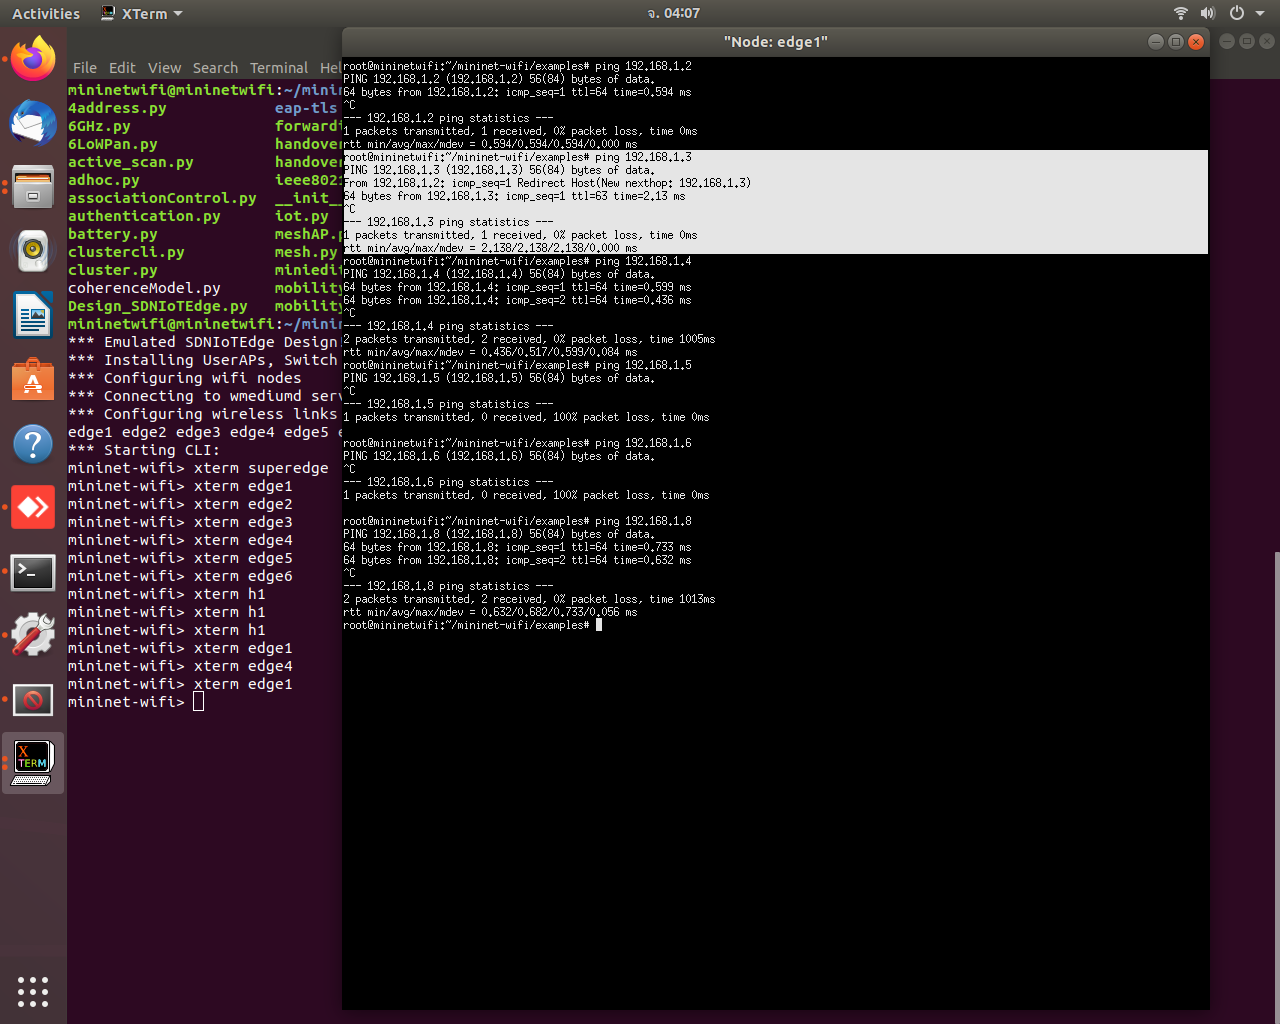 Activities
XTerm
จ. 04:07
File Edit View Search Terminal
mininetwifi@mininetwifi:~/mini
4address.py eap-tls
6GHz.py
6LoWPan.py
active_scan.py
adhoc.py
associationControl.py
authentication.py iot.py
battery.py
clustercli.py mesh.py
cluster.py
coherenceModel.py
Design_SDNIoTEdge.py
mininetwifi@mininetwifi:~/mini
*** Emulated SDNIoTEdge Design
*** Installing UserAPs, Switch
*** Configuring wifi nodes
*** Connecting to wmediumd
*** Configuring wireless links
edge1 edge2 edge3 edge4 edge5
*** Starting CLI:
mininet-wifi> xterm superedge
mininet-wifi> xterm edge1
mininet-wifi> xterm edge2
mininet-wifi> xterm edge3
mininet-wifi> xterm edge4
mininet-wifi> xterm edge5
mininet-wifi> xterm edge6
mininet-wifi> xterm h1
mininet-wifi> xterm h1
mininet-wifi> xterm h1
mininet-wifi> xterm edge1
mininet-wifi> xterm edge4
mininet-wifi> xterm edge1
mininet-wifi>
"Node: edge1"
root@mininetwifi:~/mininet-wifi/examples# ping 192.168.1.2
PING 192.168.1.2 (192.168.1.2) 56(84) bytes of data.
64 bytes from 192.168.1.2: icmp_seq=1 ttl=64 time=0.594 ms
^C
--- 192.168.1.2 ping statistics ---
1 packets transmitted, 1 received, 0% packet loss, time 0ms
rtt min/avg/max/mdev = 0.594/0.594/0.594/0.000 ms
root@mininetwifi:~/mininet-wifi/examples# ping 192.168.1.3
PING 192.168.1.3 (192.168.1.3) 56(84) bytes of data.
From 192.168.1.2: icmp_seq=1 Redirect Host(New nexthop: 192.168.1.3)
64 bytes from 192.168.1.3: icmp_seq=1 ttl=63 time=2.13 ms
^C
--- 192.168.1.3 ping statistics ---
1 packets transmitted, 1 received, 0% packet loss, time 0ms
rtt min/avg/max/mdev = 2.138/2.138/2.138/0.000 ms
root@mininetwifi:~/mininet-wifi/examples# ping 192.168.1.4
PING 192.168.1.4 (192.168.1.4) 56(84) bytes of data.
64 bytes from 192.168.1.4: icmp_seq=1 ttl=64 time=0.599 ms
64 bytes from 192.168.1.4: icmp_seq=2 ttl=64 time=0.436 ms
^C
--- 192.168.1.4 ping statistics ---
2 packets transmitted, 2 received, 0% packet loss, time 1005ms
rtt min/avg/max/mdev = 0.436/0.517/0.599/0.084 ms
root@mininetwifi:~/mininet-wifi/examples# ping 192.168.1.5
PING 192.168.1.5 (192.168.1.5) 56(84) bytes of data.
^C
--- 192.168.1.5 ping statistics ---
1 packets transmitted, 0 received, 100% packet loss, time 0ms
root@mininetwifi:~/mininet-wifi/examples# ping 192.168.1.6
PING 192.168.1.6 (192.168.1.6) 56(84) bytes of data.
^C
--- 192.168.1.6 ping statistics ---
1 packets transmitted, 0 received, 100% packet loss, time 0ms
root@mininetwifi:~/mininet-wifi/examples# ping 192.168.1.8
PING 192.168.1.8 (192.168.1.8) 56(84) bytes of data.
64 bytes from 192.168.1.8: icmp_seq=1 ttl=64 time=0.733 ms
64 bytes from 192.168.1.8: icmp_seq=2 ttl=64 time=0.632 ms
^C
--- 192.168.1.8 ping statistics ---
2 packets transmitted, 2 received, 0% packet loss, time 1013ms
rtt min/avg/max/mdev = 0.632/0.682/0.733/0.056 ms
root@mininetwifi:~/mininet-wifi/examples#
X
TERM